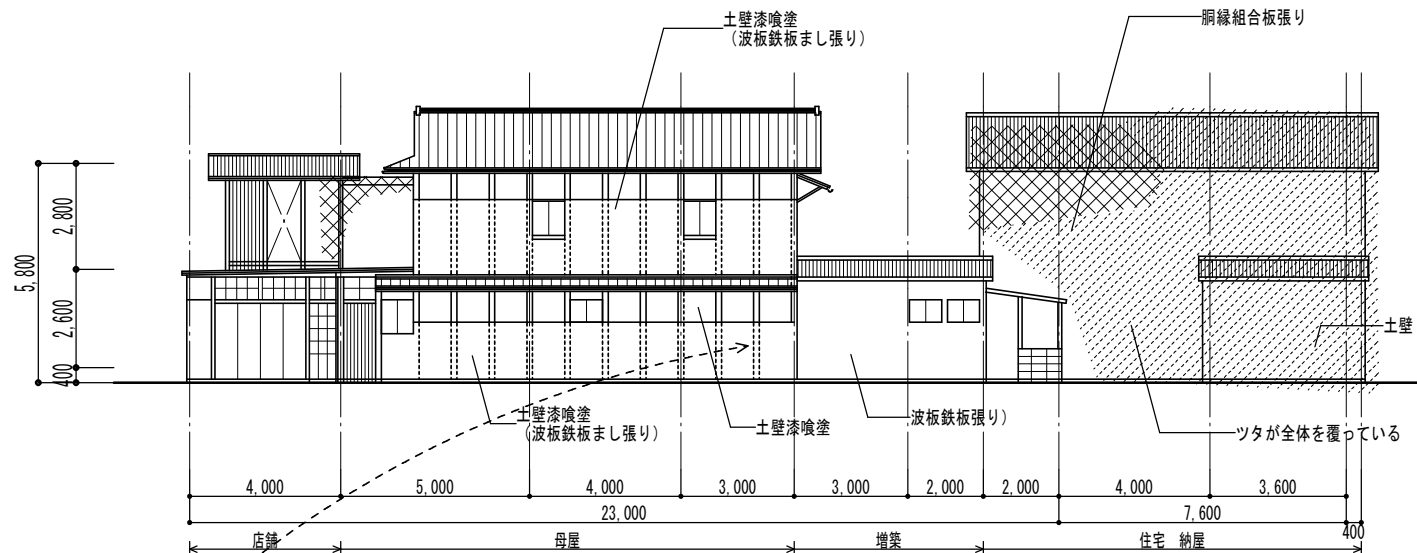 土壁漆喰塗
(波板鉄板まし張り)
胴縁組合板張り
5,800
2,800
2,600
400
土壁
土壁漆喰塗
(波板鉄板まし張り)
土壁漆喰塗
波板鉄板張り)
ツタが全体を覆っている
4,000
5,000
4,000
3,000
3,000
2,000
2,000
4,000
3,600
23,000
7,600
400
店舗
母屋
増築
住宅 納屋